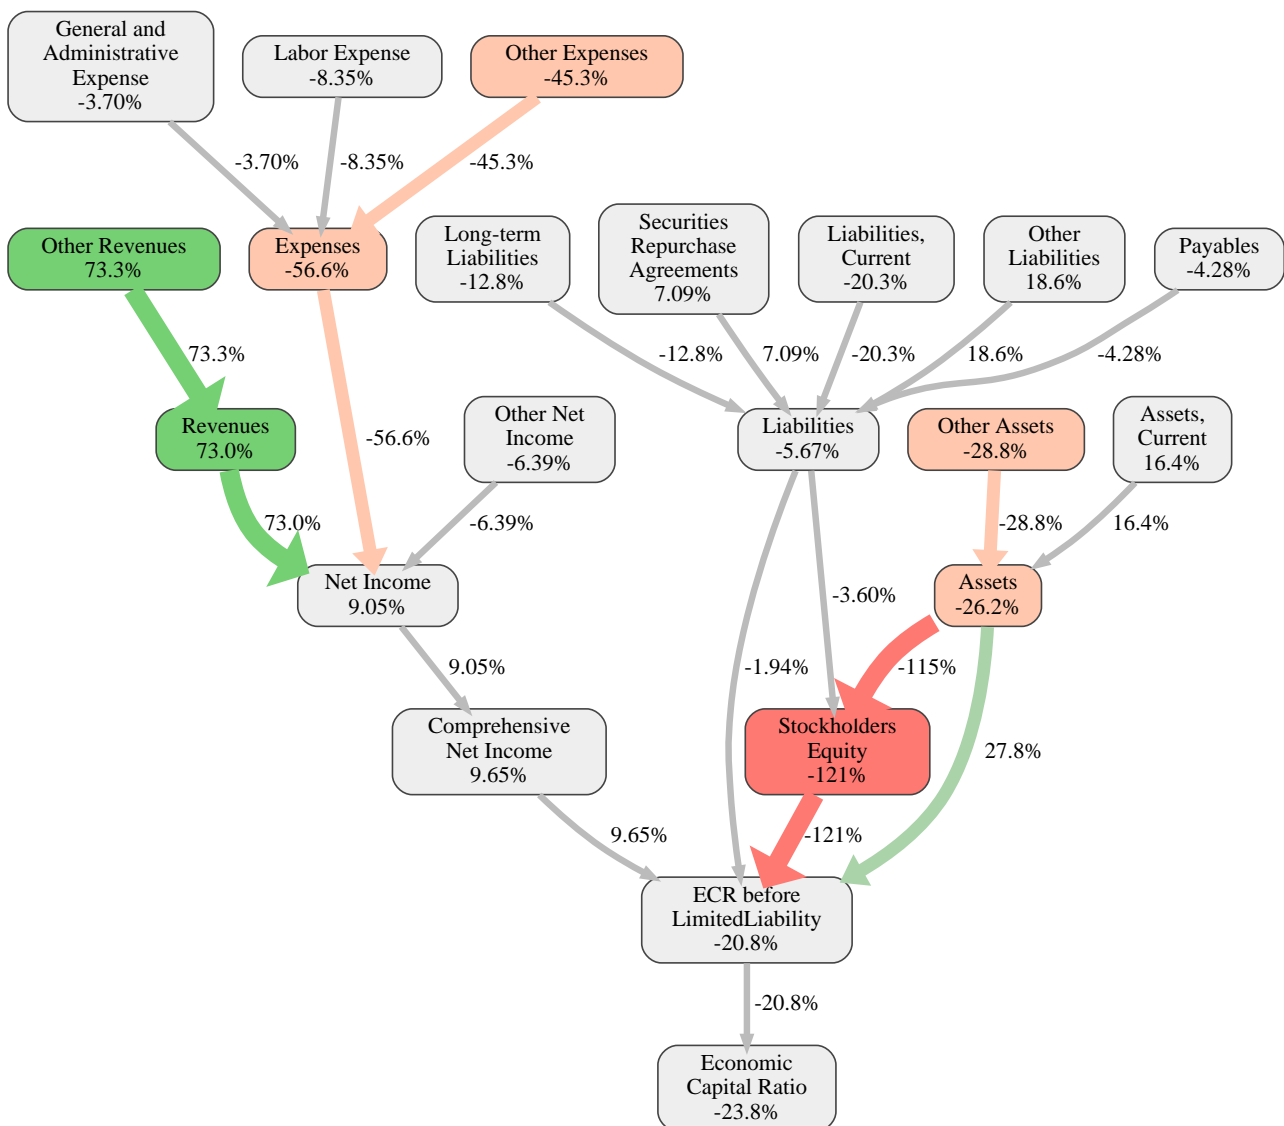 General and
Administrative
Expense
-3.70%
Labor Expense
-8.35%
Other Expenses
-45.3%
-3.70%
-8.35%
-45.3%
Other Revenues
73.3%
Expenses
-56.6%
Long-term
Liabilities
-12.8%
Securities
Repurchase
Agreements
7.09%
Liabilities,
Current
-20.3%
Other
Liabilities
18.6%
Payables
-4.28%
73.3%
-12.8%
7.09%
-20.3%
18.6%
-4.28%
Revenues
73.0%
-56.6%
Other Net
Income
-6.39%
Liabilities
-5.67%
Other Assets
-28.8%
Assets,
Current
16.4%
73.0%
-6.39%
-28.8%
16.4%
Net Income
9.05%
-3.60%
Assets
-26.2%
9.05%
-1.94%
-115%
Comprehensive
Net Income
9.65%
Stockholders
Equity
-121%
27.8%
9.65%
-121%
ECR before
LimitedLiability
-20.8%
-20.8%
Economic
Capital Ratio
-23.8%